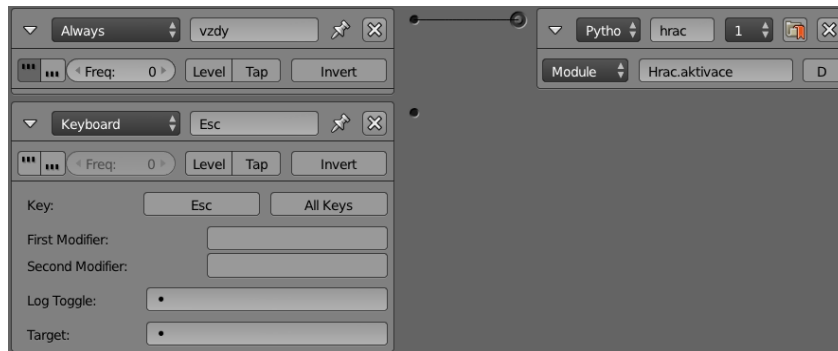 Always vzdy
Freq: 0 Level Tap Invert
Pytho hrac 1
Module Hrac.aktivace D
Keyboard Esc
Freq: 0 Level Tap Invert
Key: Esc All Keys
First Modifier:
Second Modifier:
Log Toggle:
Target: